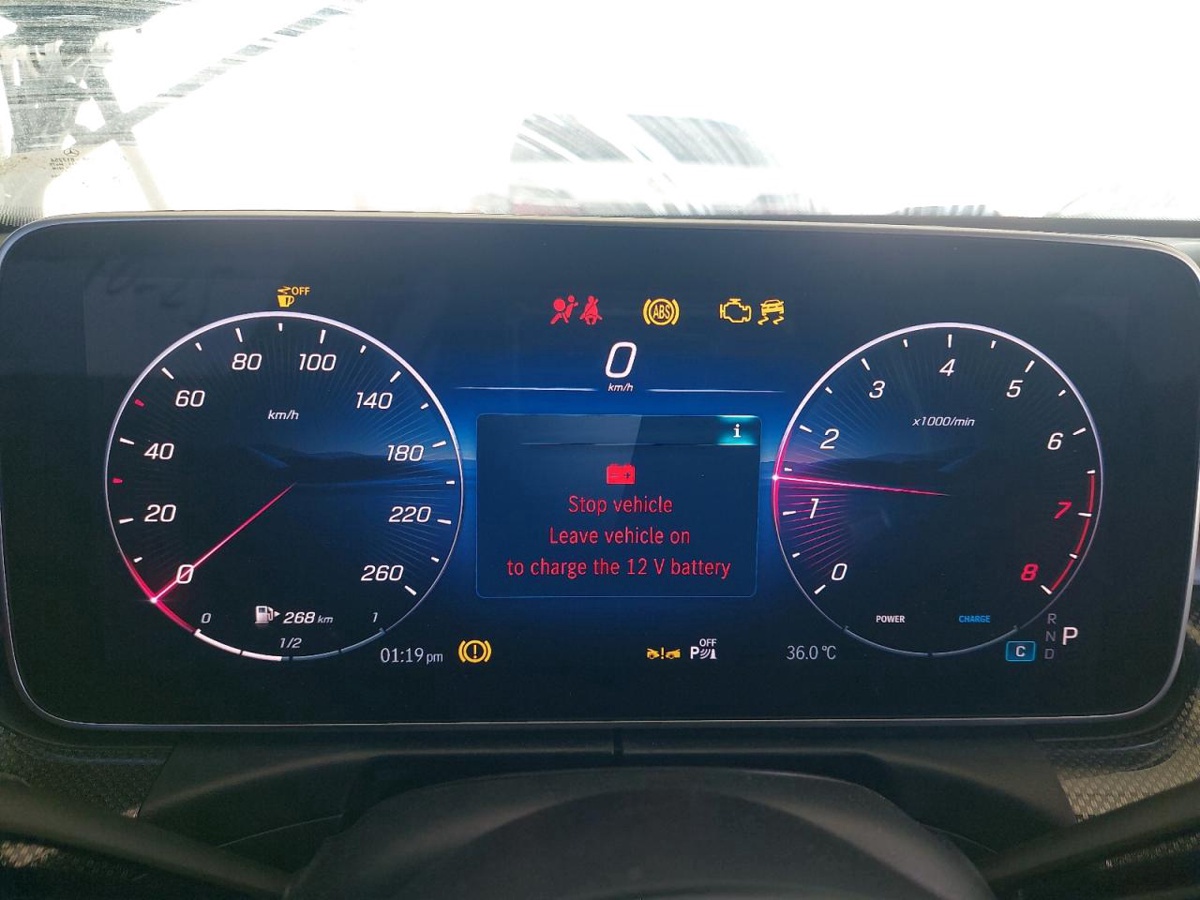 OFF
ABS
80 100
4
3 5
0
km/h
60 140
km/h
x1000/min
i
2 6
40 180
Stop vehicle
20 220
1 7
Leave vehicle on
to charge the 12 V battery
0 260
0 8
0 268 km 1
1/2
POWER CHARGE
R
N P
D
C
01:19 pm
OFF
P
36.0 °C